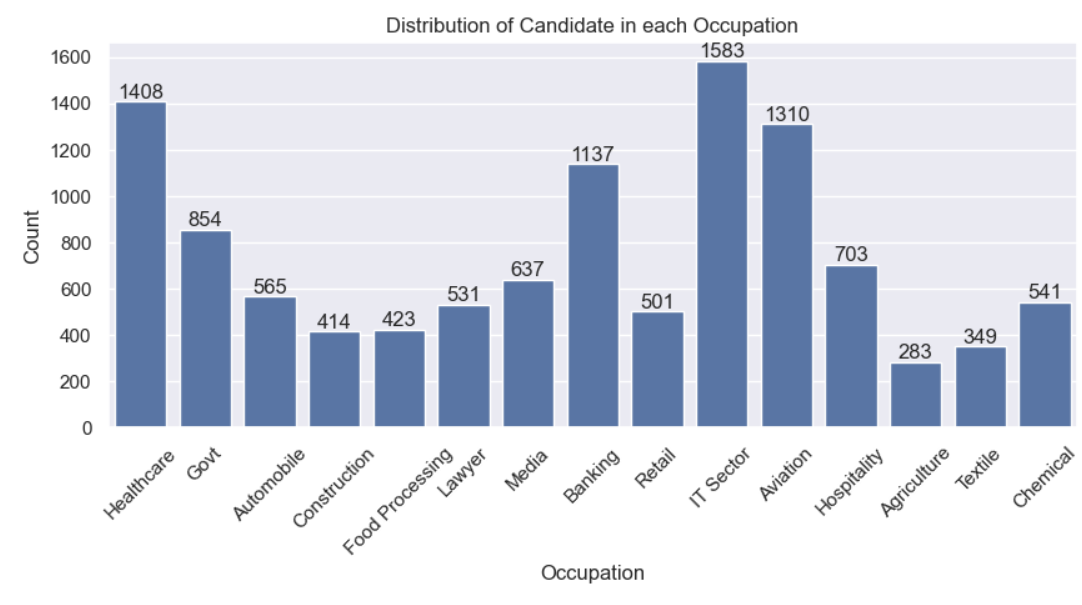 Distribution of Candidate in each Occupation
1600
1400
1200
1000
800
600
400
200
0
Count
1408
854
565
414
423
531
637
1137
501
1583
1310
703
283
349
541
Healthcare
Govt
Automobile
Construction
Food Processing
Lawyer
Media
Banking
Retail
IT Sector
Aviation
Hospitality
Agriculture
Textile
Chemical
Occupation